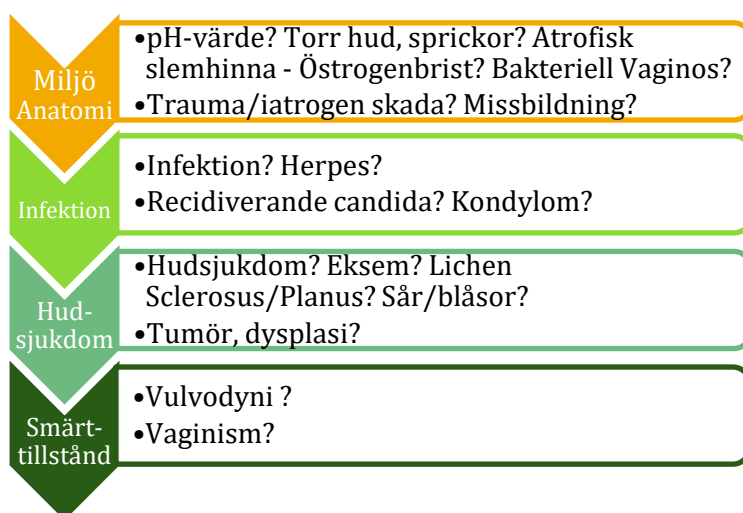 Miljö
Anatomi
•pH-värde? Torr hud, sprickor? Atrofisk
slemhinna - Östrogenbrist? Bakteriell Vaginos?
•Trauma/iatrogen skada? Missbildning?
Infektion
•Infektion? Herpes?
•Recidiverande candida? Kondylom?
Hud-
sjukdom
•Hudsjukdom? Eksem? Lichen
Sclerosus/Planus? Sår/blåsor?
•Tumör, dysplasi?
Smärt-
tillstånd
•Vulvodyni ?
•Vaginism?